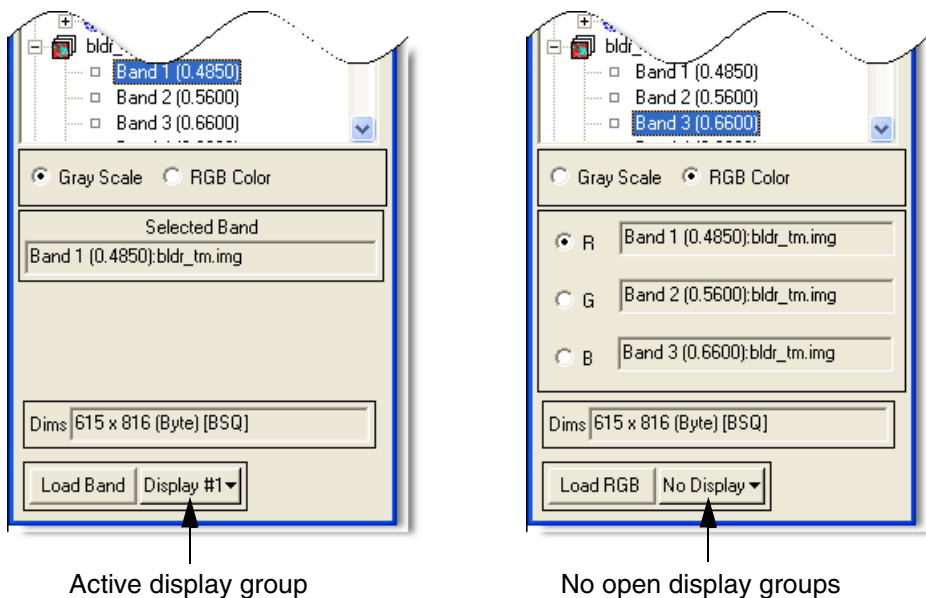 bldr_
Band 1 (0.4850)
Band 2 (0.5600)
Band 3 (0.6600)
Gray Scale RGB Color
Selected Band
Band 1 (0.4850):bldr_tm.img
Dims 615 x 816 (Byte) [BSQ]
Load Band Display #1
Active display group
bldr_
Band 1 (0.4850)
Band 2 (0.5600)
Band 3 (0.6600)
Gray Scale RGB Color
R Band 1 (0.4850):bldr_tm.img
G Band 2 (0.5600):bldr_tm.img
B Band 3 (0.6600):bldr_tm.img
Dims 615 x 816 (Byte) [BSQ]
Load RGB No Display
No open display groups